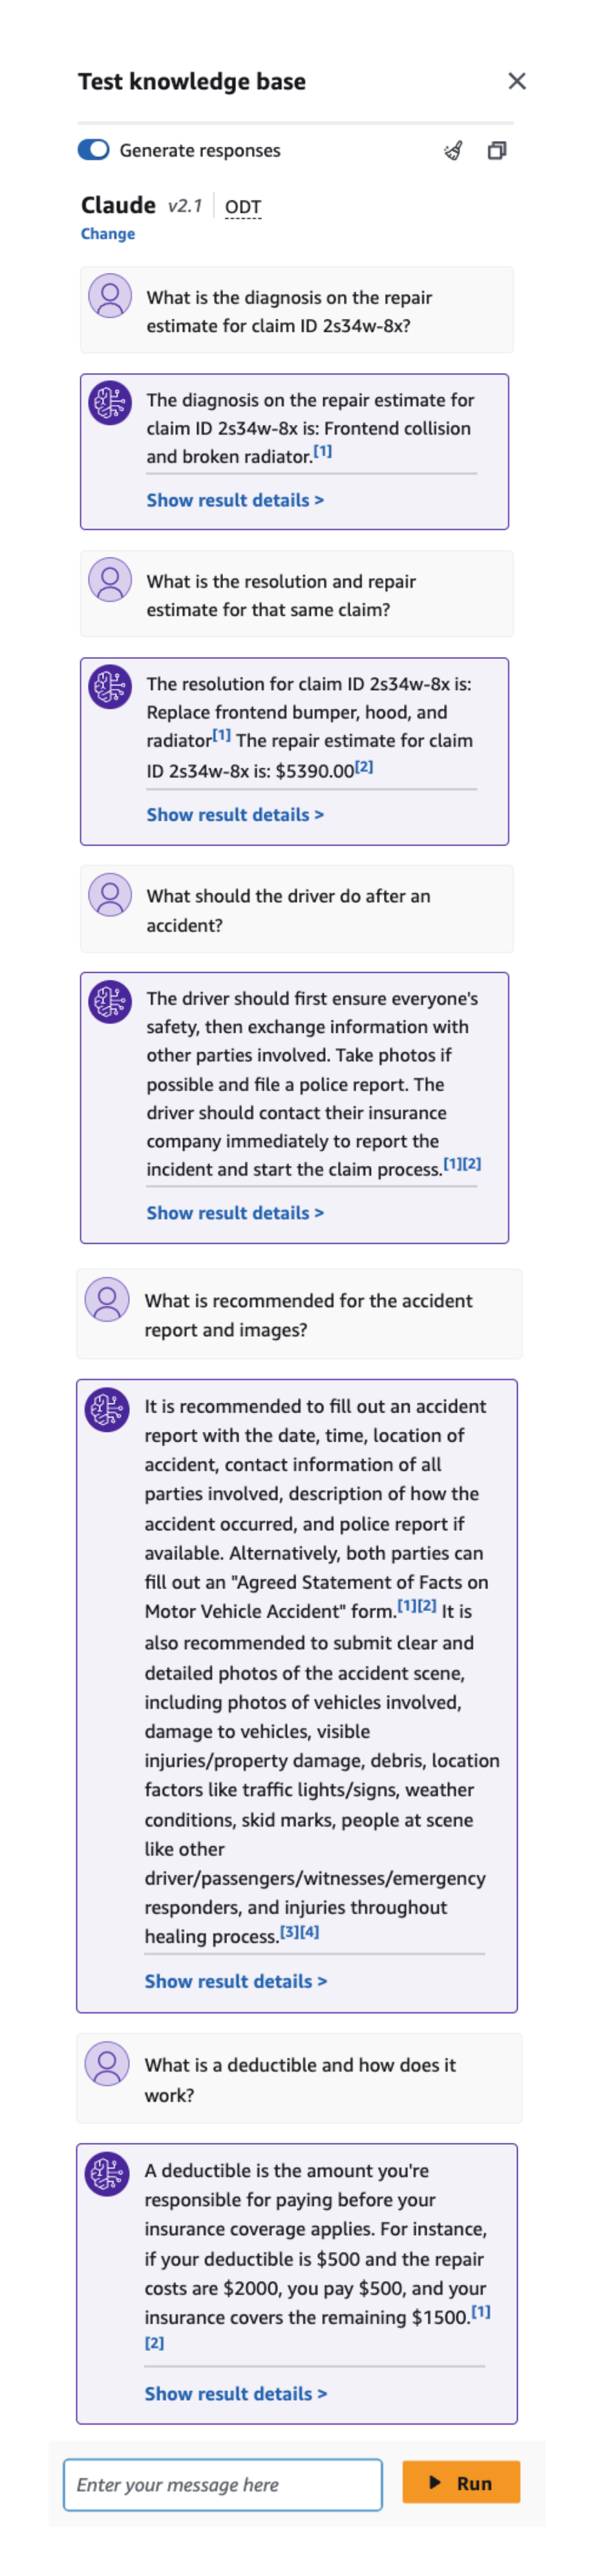 Test knowledge base
Generate responses
Claude v2.1 ODT
Change
What is the diagnosis on the repair
estimate for claim ID 2s34w-8x?
The diagnosis on the repair estimate for
claim ID 2s34w-8x is: Frontend collision
and broken radiator.[1]
Show result details >
What is the resolution and repair
estimate for that same claim?
The resolution for claim ID 2s34w-8x is:
Replace frontend bumper, hood, and
radiator[1] The repair estimate for claim
ID 2s34w-8x is: $5390.00[2]
Show result details >
What should the driver do after an
accident?
The driver should first ensure everyone's
safety, then exchange information with
other parties involved. Take photos if
possible and file a police report. The
driver should contact their insurance
company immediately to report the
incident and start the claim process.[1][2]
Show result details >
What is recommended for the accident
report and images?
It is recommended to fill out an accident
report with the date, time, location of
accident, contact information of all
parties involved, description of how the
accident occurred, and police report if
available. Alternatively, both parties can
fill out an "Agreed Statement of Facts on
Motor Vehicle Accident" form.[1][2] It is
also recommended to submit clear and
detailed photos of the accident scene,
including photos of vehicles involved,
damage to vehicles, visible
injuries/property damage, debris, location
factors like traffic lights/signs, weather
conditions, skid marks, people at scene
like other
driver/passengers/witnesses/emergency
responders, and injuries throughout
healing process.[3][4]
Show result details >
What is a deductible and how does it
work?
A deductible is the amount you're
responsible for paying before your
insurance coverage applies. For instance,
if your deductible is $500 and the repair
costs are $2000, you pay $500, and your
insurance covers the remaining $1500.[1]
[2]
Show result details >
Enter your message here
Run